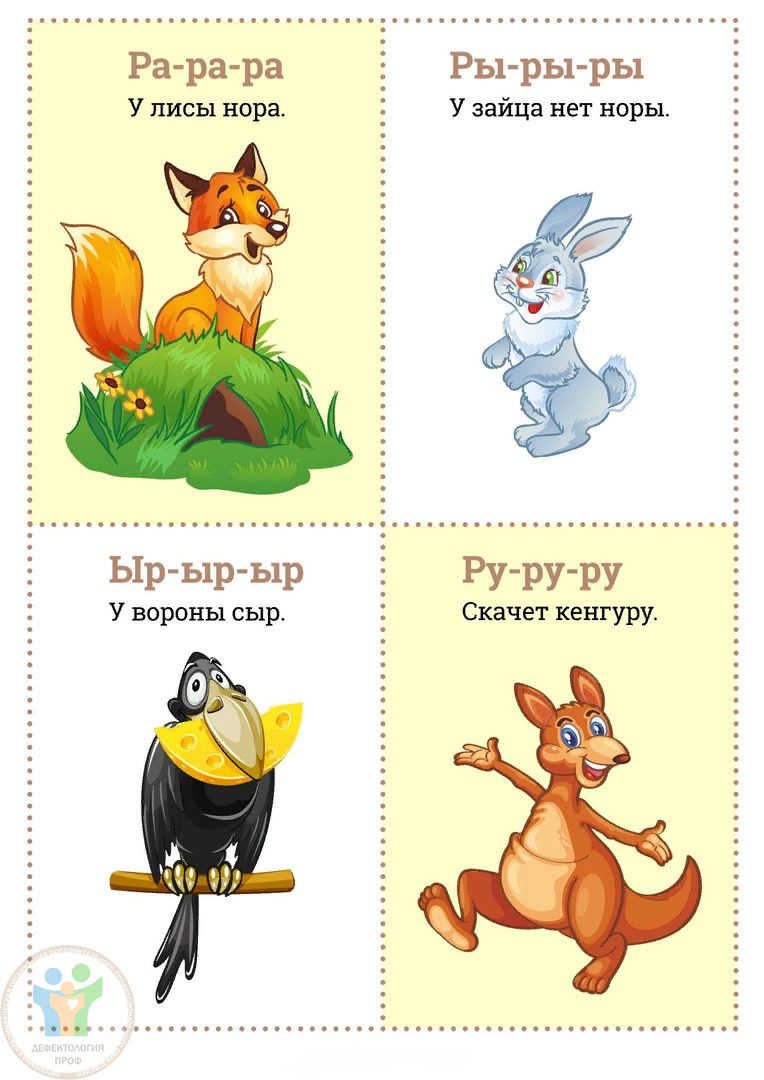 Ра-ра-ра
У лисы нора.
Ры-ры-ры
У зайца нет норы.
Ыр-ыр-ыр
У вороны сыр.
Ру-ру-ру
Скачет кенгуру.
ДЕФЕКТОЛОГИЯ
ПРОФ